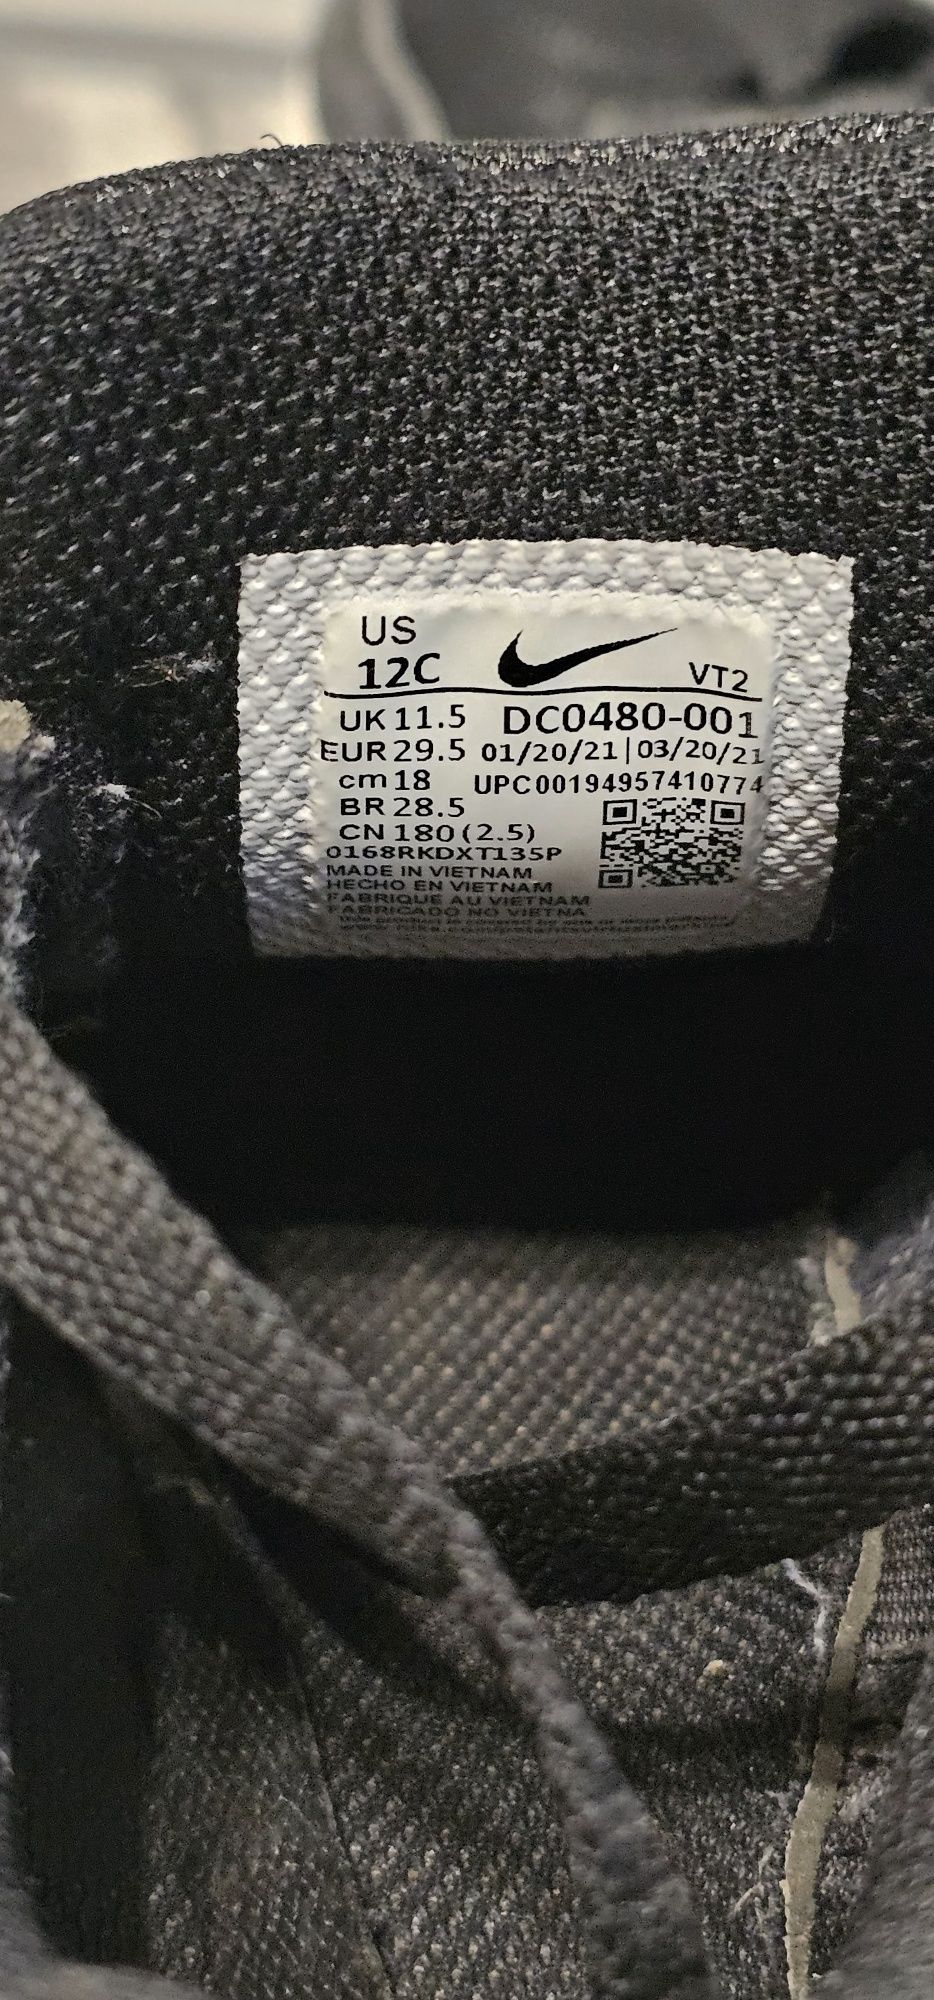 US
12C
VT2
UK 11.5 DC0480-001
EUR 29.5 01/20/21|03/20/21
cm 18 UPC00194957410774
BR 28.5
CN 180 (2.5)
0168RKDXT135P
MADE IN VIETNAM
HECHO EN VIETNAM
FABRIQUE AU VIETNAM
FABRICADO NO VIETNA